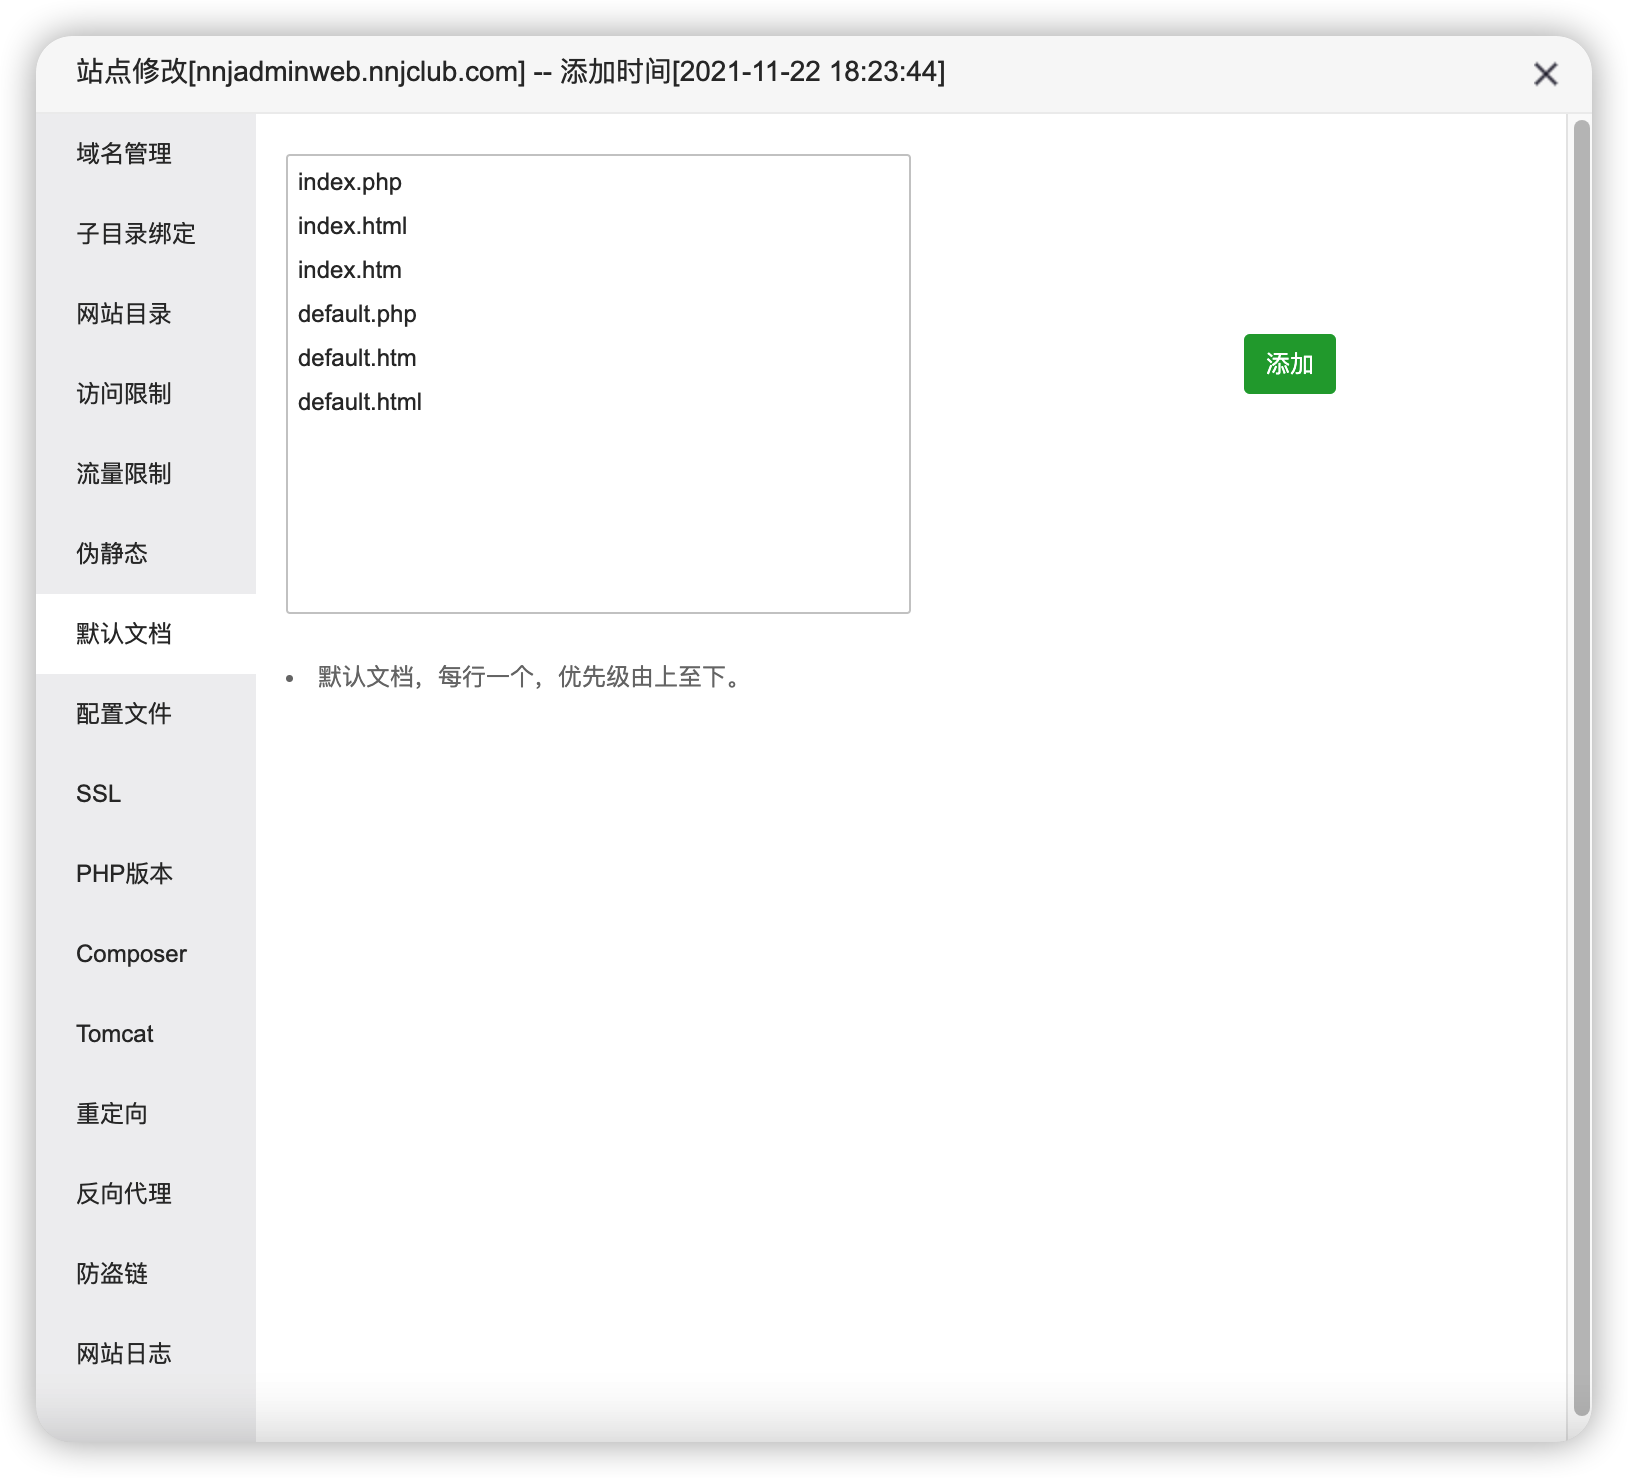 站点修改[nnjadminweb.nnjclub.com] -- 添加时间[2021-11-22 18:23:44]
域名管理
子目录绑定
网站目录
访问限制
流量限制
伪静态
默认文档
配置文件
SSL
PHP版本
Composer
Tomcat
重定向
反向代理
防盗链
网站日志
index.php
index.html
index.htm
default.php
default.htm
default.html
添加
默认文档，每行一个，优先级由上至下。